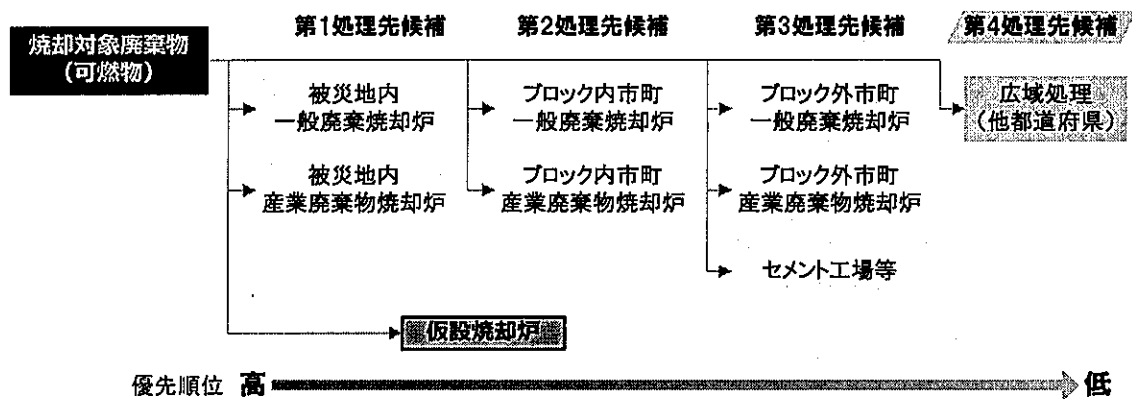 焼却対象廃棄物
(可燃物)
第1処理先候補
第2処理先候補
第3処理先候補
第4処理先候補
被災地内
一般廃棄焼却炉
ブロック内市町
一般廃棄焼却炉
ブロック外市町
一般廃棄焼却炉
広域処理
(他都道府県)
被災地内
産業廃棄物焼却炉
ブロック内市町
産業廃棄物焼却炉
ブロック外市町
産業廃棄物焼却炉
セメント工場等
仮設焼却炉
優先順位 高 低